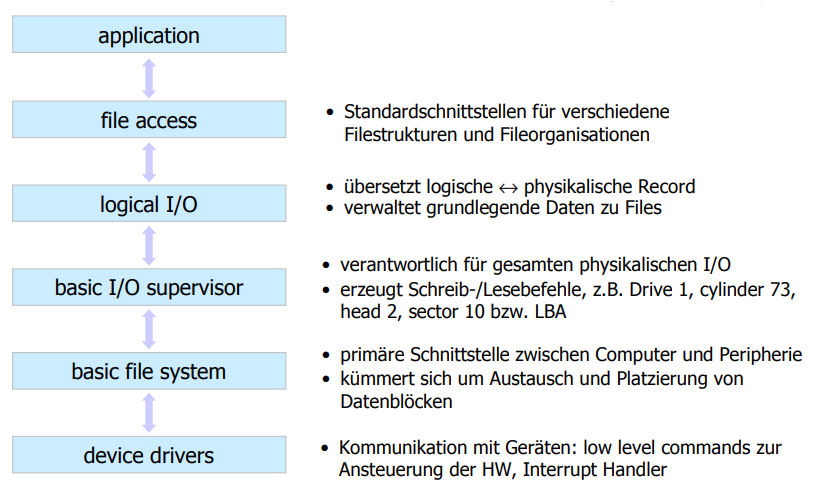 application
file access
• Standardschnittstellen für verschiedene
Filestrukturen und Fileorganisationen
logical I/O
• übersetzt logische ↔ physikalische Record
• verwaltet grundlegende Daten zu Files
basic I/O supervisor
• verantwortlich für gesamten physikalischen I/O
• erzeugt Schreib-/Lesebefehle, z.B. Drive 1, cylinder 73,
head 2, sector 10 bzw. LBA
basic file system
• primäre Schnittstelle zwischen Computer und Peripherie
• kümmert sich um Austausch und Platzierung von
Datenblöcken
device drivers
• Kommunikation mit Geräten: low level commands zur
Ansteuerung der HW, Interrupt Handler